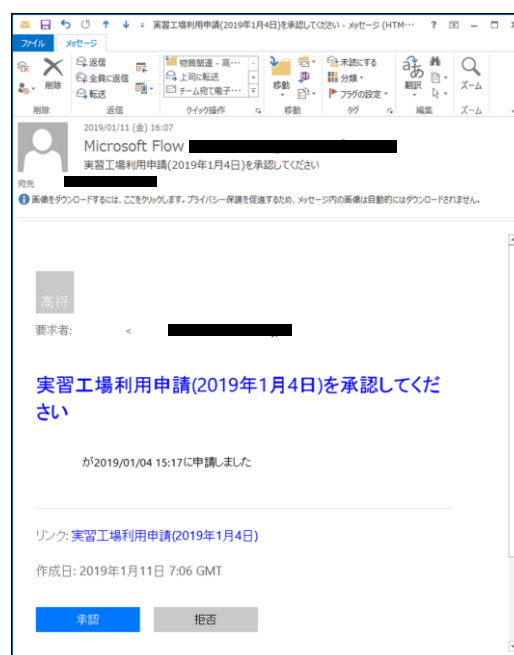 実習工場利用申請(2019年1月4日)を承認してください - メッセージ (HTM… ?
ファイル メッセージ
削除
返信
全員に返信
転送
物質関連 - 高…
上司に転送
チーム宛て電子…
移動
未読にする
分類
フラグの設定
翻訳
ズーム
削除 返信 クイック操作 移動 タグ 編集 ズーム
2019/01/11 (金) 16:07
Microsoft Flow
実習工場利用申請(2019年1月4日)を承認してください
宛先
画像をダウンロードするには、ここをクリックします。プライバシー保護を促進するため、メッセージ内の画像は自動的にはダウンロードされません。
高将
要求者: <
実習工場利用申請(2019年1月4日)を承認してくだ
さい
が2019/01/04 15:17に申請しました
リンク: 実習工場利用申請(2019年1月4日)
作成日: 2019年1月11日 7:06 GMT
承認 拒否